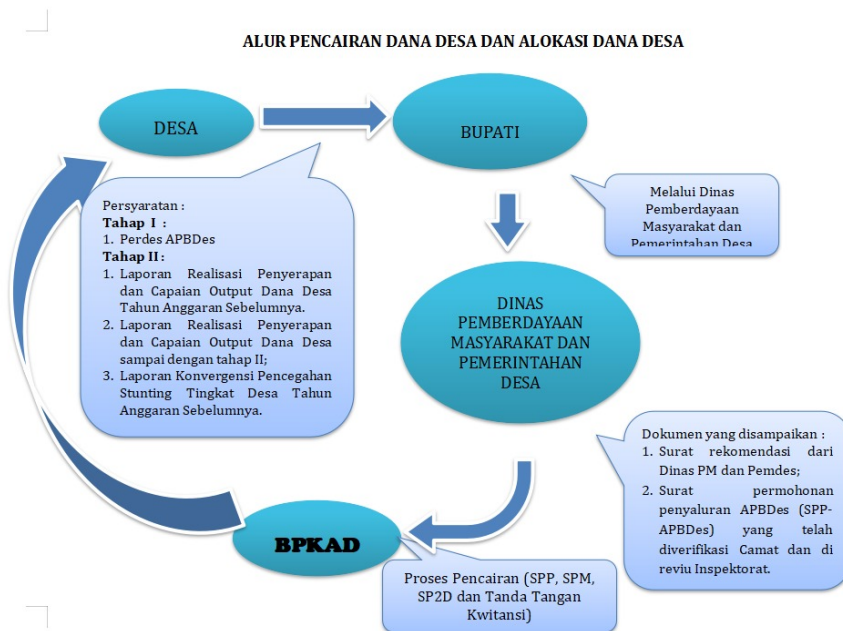 ALUR PENCAIRAN DANA DESA DAN ALOKASI DANA DESA
DESA
BUPATI
Melalui Dinas
Pemberdayaan
Masyarakat dan
Pemerintahan Desa
Persyaratan :
Tahap I :
1. Perdes APBDes
Tahap II :
1. Laporan Realisasi Penyerapan
dan Capaian Output Dana Desa
Tahun Anggaran Sebelumnya.
2. Laporan Realisasi Penyerapan
dan Capaian Output Dana Desa
sampai dengan tahap II;
3. Laporan Konvergensi Pencegahan
Stunting Tingkat Desa Tahun
Anggaran Sebelumnya.
DINAS
PEMBERDAYAAN
MASYARAKAT DAN
PEMERINTAHAN
DESA
Dokumen yang disampaikan :
1. Surat rekomendasi dari
Dinas PM dan Pemdes;
2. Surat permohonan
penyaluran APBDes (SPP-
APBDes) yang telah
diverifikasi Camat dan di
reviu Inspektorat.
BPKAD
Proses Pencairan (SPP, SPM,
SP2D dan Tanda Tangan
Kwitansi)